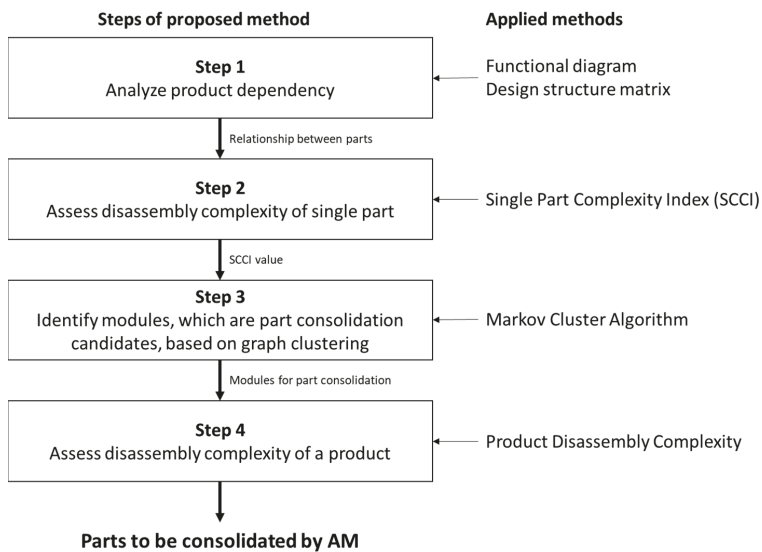 Steps of proposed method
Applied methods
Step 1
Analyze product dependency
Functional diagram
Design structure matrix
Relationship between parts
Step 2
Assess disassembly complexity of single part
Single Part Complexity Index (SCCI)
SCCI value
Step 3
Identify modules, which are part consolidation
candidates, based on graph clustering
Markov Cluster Algorithm
Modules for part consolidation
Step 4
Assess disassembly complexity of a product
Product Disassembly Complexity
Parts to be consolidated by AM